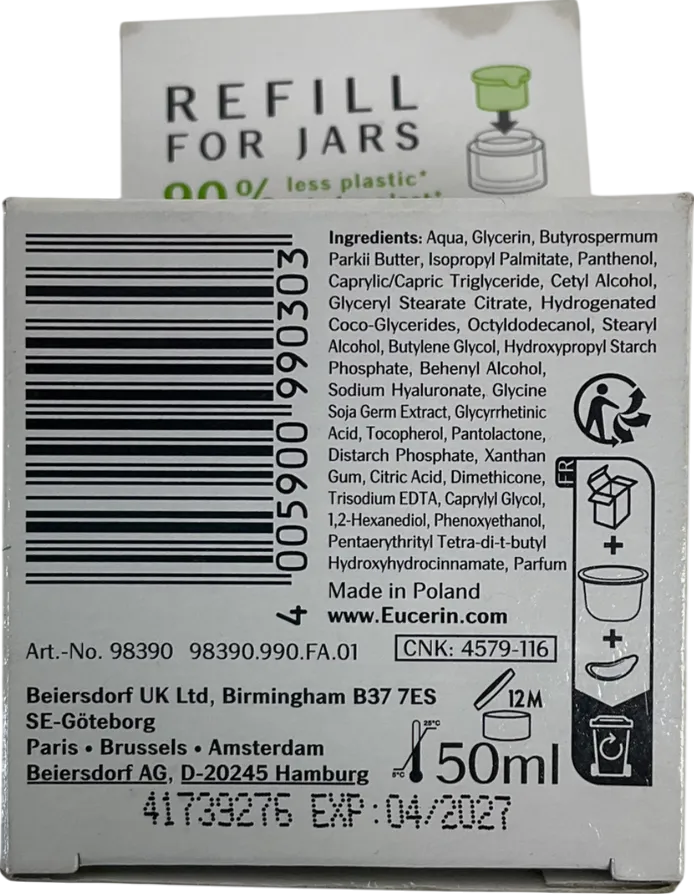 REFILL
FOR JARS
90% less plastic*
Ingredients: Aqua, Glycerin, Butyrospermum
Parkii Butter, Isopropyl Palmitate, Panthenol,
Caprylic/Capric Triglyceride, Cetyl Alcohol,
Glyceryl Stearate Citrate, Hydrogenated
Coco-Glycerides, Octyldodecanol, Stearyl
Alcohol, Butylene Glycol, Hydroxypropyl Starch
Phosphate, Behenyl Alcohol,
Sodium Hyaluronate, Glycine
Soja Germ Extract, Glycyrrhetinic
Acid, Tocopherol, Pantolactone,
Distarch Phosphate, Xanthan
Gum, Citric Acid, Dimethicone,
Trisodium EDTA, Caprylyl Glycol,
1,2-Hexanediol, Phenoxyethanol,
Pentaerythrityl Tetra-di-t-butyl
Hydroxyhydrocinnamate, Parfum
Made in Poland
www.Eucerin.com
4 005900 990303
FR
+
+
Art.-No. 98390 98390.990.FA.01
CNK: 4579-116
Beiersdorf UK Ltd, Birmingham B37 7ES
SE-Göteborg
Paris • Brussels • Amsterdam
Beiersdorf AG, D-20245 Hamburg
12M
25°C
5°C
50ml
41739276 EXP:04/2027